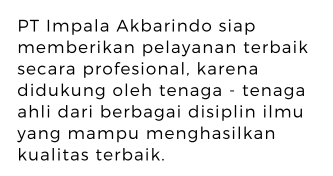 PT Impala Akbarindo siap
memberikan pelayanan terbaik
secara profesional, karena
didukung oleh tenaga - tenaga
ahli dari berbagai disiplin ilmu
yang mampu menghasilkan
kualitas terbaik.